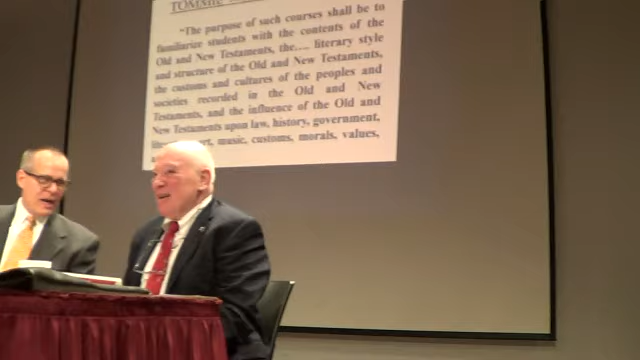 TOMMIE
"The purpose of such courses shall be to
familiarize students with the contents of the
Old and New Testaments, the.... literary style
and structure of the Old and New Testaments,
the customs and cultures of the peoples and
societies recorded in the Old and New
Testaments, and the influence of the Old and
New Testaments upon law, history, government,
music, customs, morals, values,